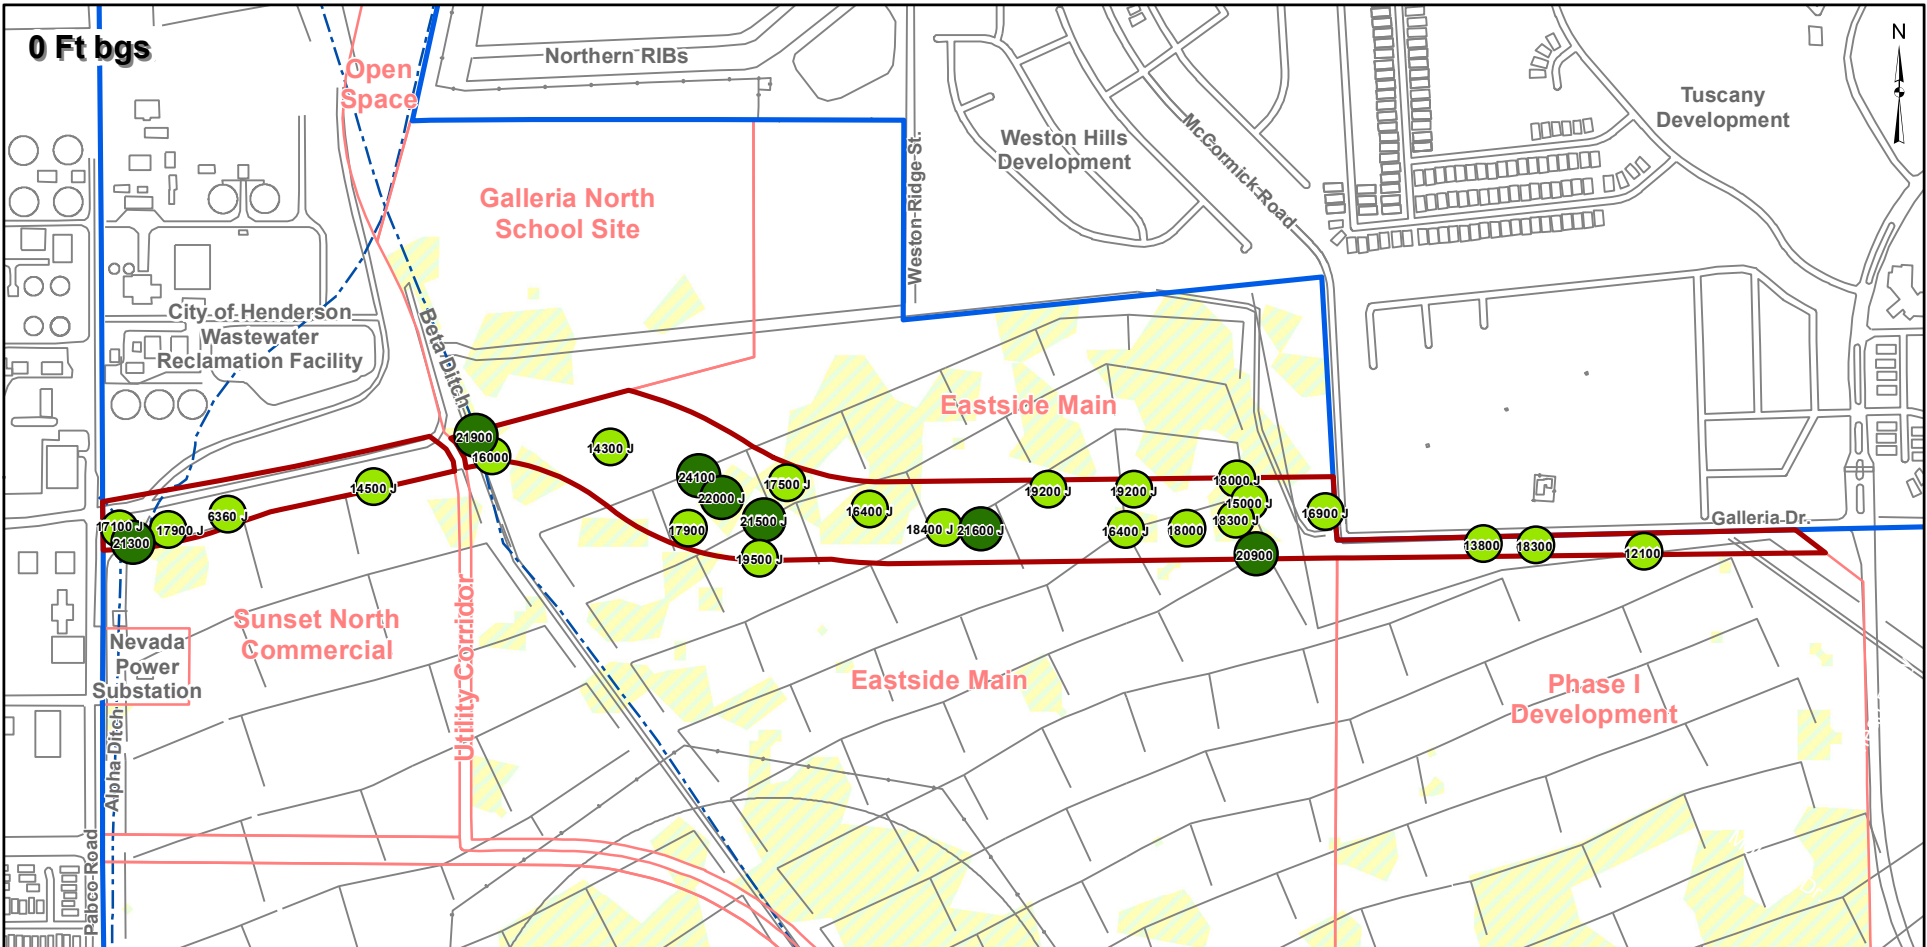 0 Ft bgs
N
Open
Space
Northern RIBs
Tuscany
Development
Weston Hills
Development
McCormick Road
Weston Ridge St.
Galleria North
School Site
City of Henderson
Wastewater
Reclamation Facility
Beta Ditch
Eastside Main
21900
16000
14300 J
24100
22000 J
17500 J
21500 J
17900
19500 J
16400 J
18400 J
21600 J
19200 J
19200 J
16400 J
18000
18000 J
15000 J
18300 J
20900
16900 J
13800
18300
12100
Galleria Dr.
14500 J
6360 J
17900 J
17100 J
21300
Sunset North
Commercial
Utility Corridor
Nevada
Power
Substation
Alpha Ditch
Pabco Road
Eastside Main
Phase I
Development